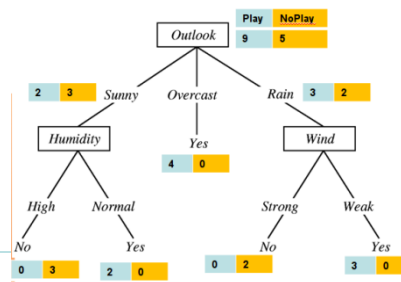 Play NoPlay
Outlook 9 5
2 3 Sunny Overcast Rain 3 2
Humidity Yes Wind
4 0
High Normal Strong Weak
No Yes No Yes
0 3 2 0 0 2 3 0